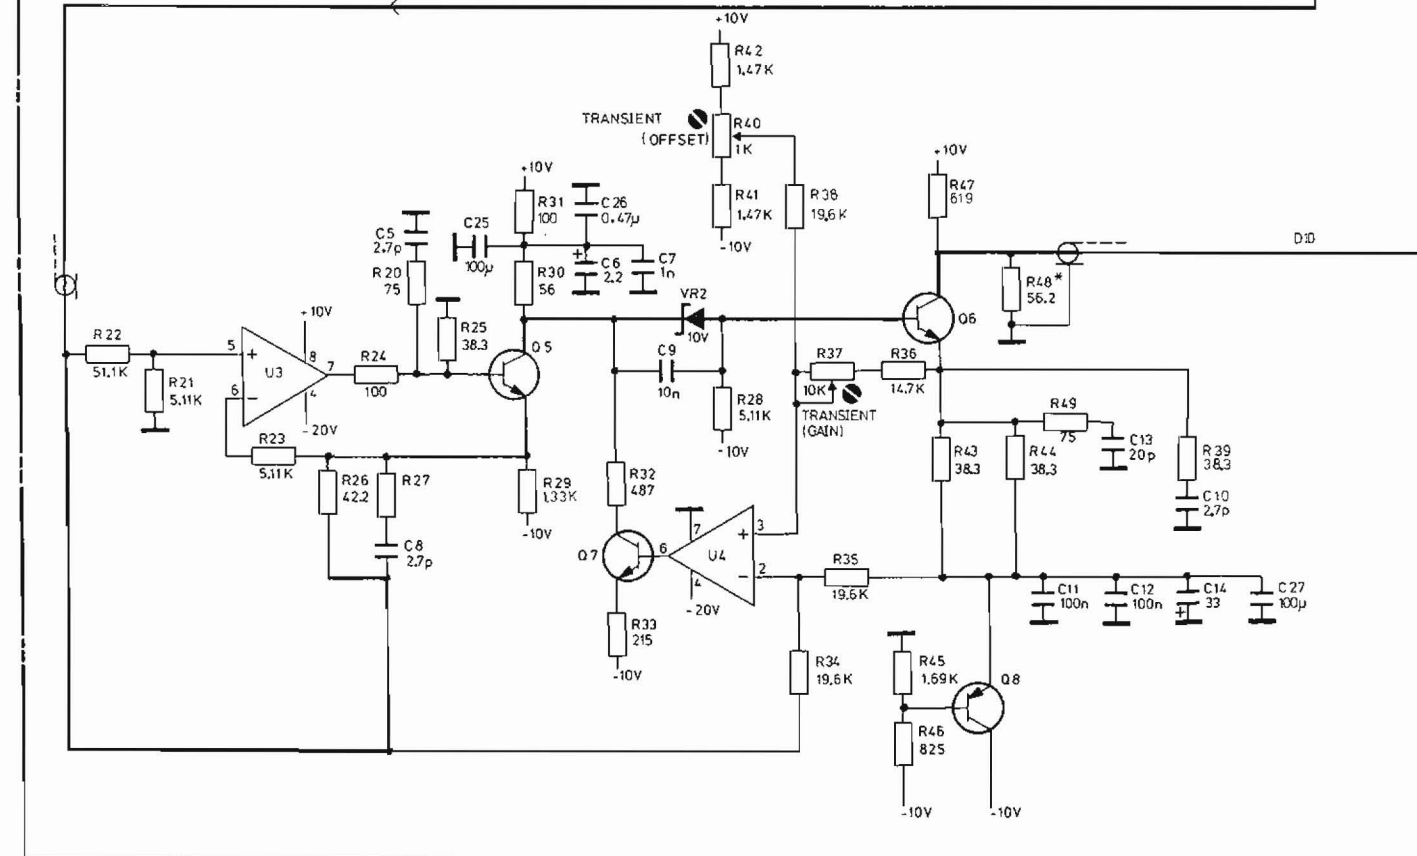 +10V
R42
1,47K
TRANSIENT
(OFFSET)
R40
1K
R41
1,47K
-10V
R38
19,6K
+10V
R31
100
C26
0.47µ
C25
100µ
C6
2.2
+
C7
1n
R30
56
C5
2.7p
R20
75
R25
38.3
VR2
10V
C9
10n
R28
5,11K
-10V
+10V
R47
619
D10
R48*
56.2
Q6
R22
51.1K
R21
5.11K
+10V
5
+
8
U3
7
6
-
4
-20V
R24
100
Q5
R23
5,11K
R26
42.2
R27
C8
2.7p
R29
1,33K
-10V
R37
10K
TRANSIENT
(GAIN)
R36
14.7K
R49
75
C13
20p
R43
38.3
R44
38.3
R39
38.3
C10
2.7p
R32
487
Q7
6
7
U4
3
+
2
-
4
-20V
R33
215
-10V
R35
19.6K
R34
19,6K
C11
100n
C12
100n
C14
33
+
C27
100µ
R45
1,69K
Q8
R46
825
-10V
-10V